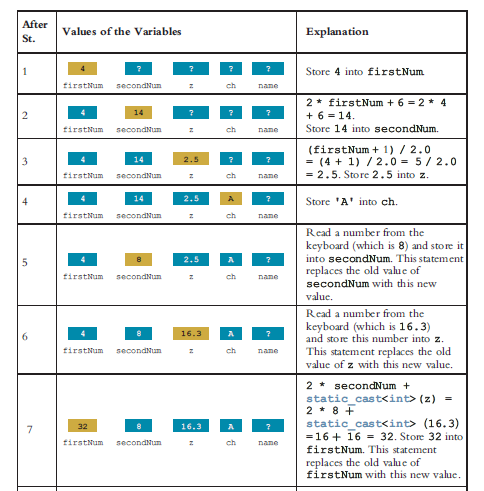 After St. Values of the Variables Explanation
1
4 ? ? ? ?
firstNum secondNum z ch name
Store 4 into firstNum
2
4 14 ? ? ?
firstNum secondNum z ch name
2 * firstNum + 6 = 2 * 4
+ 6 = 14.
Store 14 into secondNum.
3
4 14 2.5 ? ?
firstNum secondNum z ch name
(firstNum + 1) / 2.0
= (4 + 1) / 2.0 = 5 / 2.0
= 2.5. Store 2.5 into z.
4
4 14 2.5 A ?
firstNum secondNum z ch name
Store 'A' into ch.
5
4 8 2.5 A ?
firstNum secondNum z ch name
Read a number from the
keyboard (which is 8) and store it
into secondNum. This statement
replaces the old value of
secondNum with this new
value.
6
4 8 16.3 A ?
firstNum secondNum z ch name
Read a number from the
keyboard (which is 16.3)
and store this number into z.
This statement replaces the old
value of z with this new value.
7
32 8 16.3 A ?
firstNum secondNum z ch name
2 * secondNum +
static_cast<int>(z) =
2 * 8 +
static_cast<int> (16.3)
= 16 + 16 = 32. Store 32 into
firstNum. This statement
replaces the old value of
firstNum with this new value.